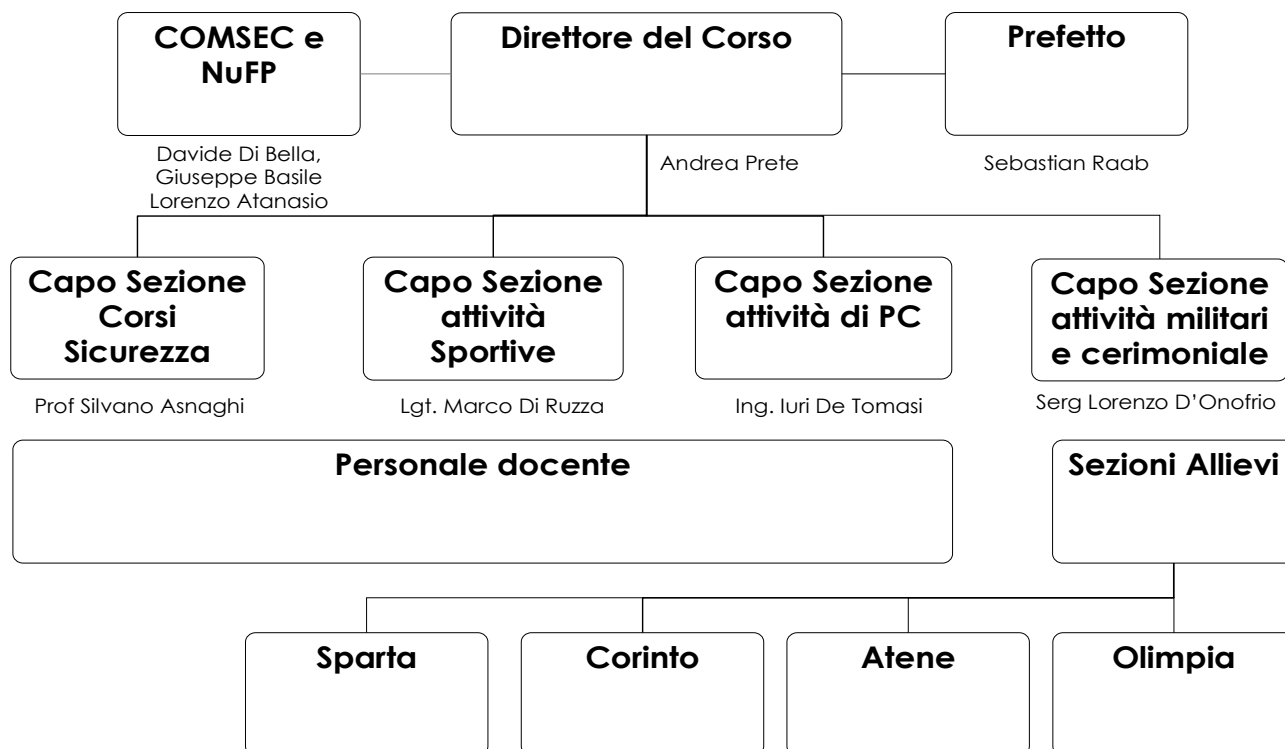 COMSEC e
NuFP
Direttore del Corso
Prefetto
Davide Di Bella,
Giuseppe Basile
Lorenzo Atanasio
Andrea Prete
Sebastian Raab
Capo Sezione
Corsi
Sicurezza
Capo Sezione
attività
Sportive
Capo Sezione
attività di PC
Capo Sezione
attività militari
e cerimoniale
Prof Silvano Asnaghi
Lgt. Marco Di Ruzza
Ing. Iuri De Tomasi
Serg Lorenzo D’Onofrio
Personale docente
Sezioni Allievi
Sparta
Corinto
Atene
Olimpia